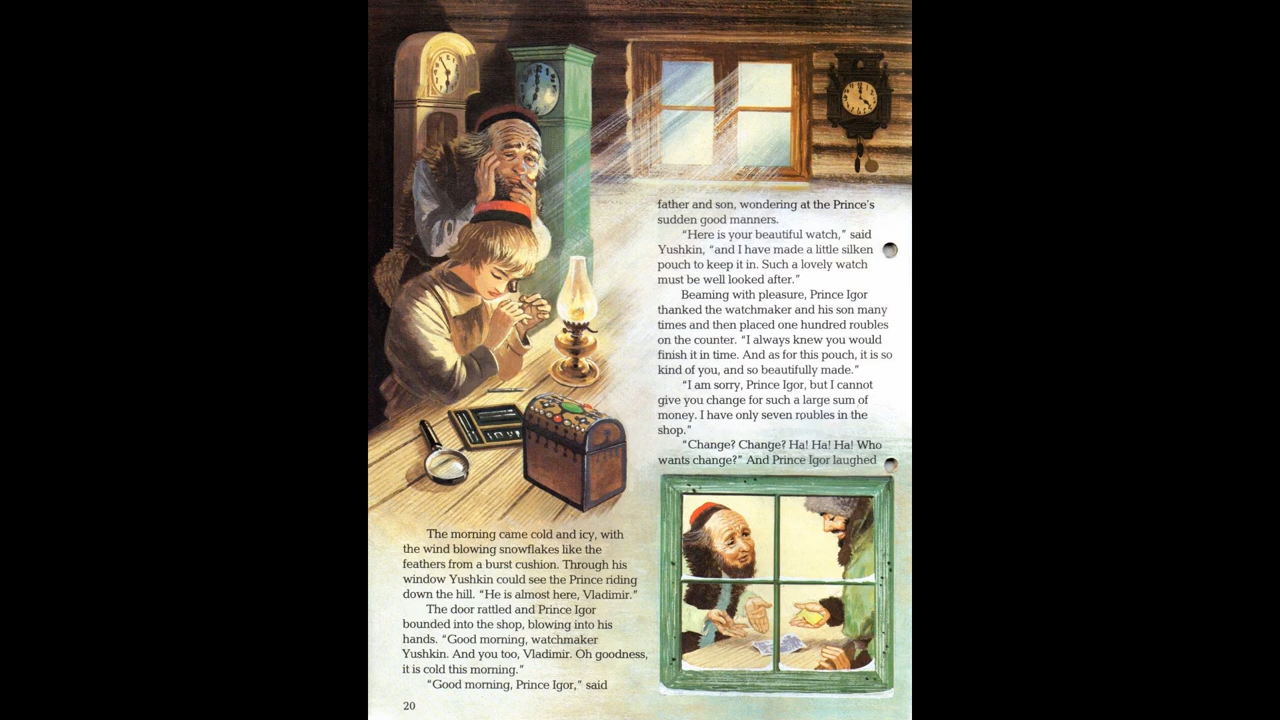 The morning came cold and icy, with
the wind blowing snowflakes like the
feathers from a burst cushion. Through his
window Yushkin could see the Prince riding
down the hill. “He is almost here, Vladimir.”
The door rattled and Prince Igor
bounded into the shop, blowing into his
hands. “Good morning, watchmaker
Yushkin. And you too, Vladimir. Oh goodness,
it is cold this morning.”
“Good morning, Prince Igor,” said
20
father and son, wondering at the Prince’s
sudden good manners.
“Here is your beautiful watch,” said
Yushkin, “and I have made a little silken
pouch to keep it in. Such a lovely watch
must be well looked after.”
Beaming with pleasure, Prince Igor
thanked the watchmaker and his son many
times and then placed one hundred roubles
on the counter. “I always knew you would
finish it in time. And as for this pouch, it is so
kind of you, and so beautifully made.”
“I am sorry, Prince Igor, but I cannot
give you change for such a large sum of
money. I have only seven roubles in the
shop.”
“Change? Change? Ha! Ha! Ha! Who
wants change?” And Prince Igor laughed